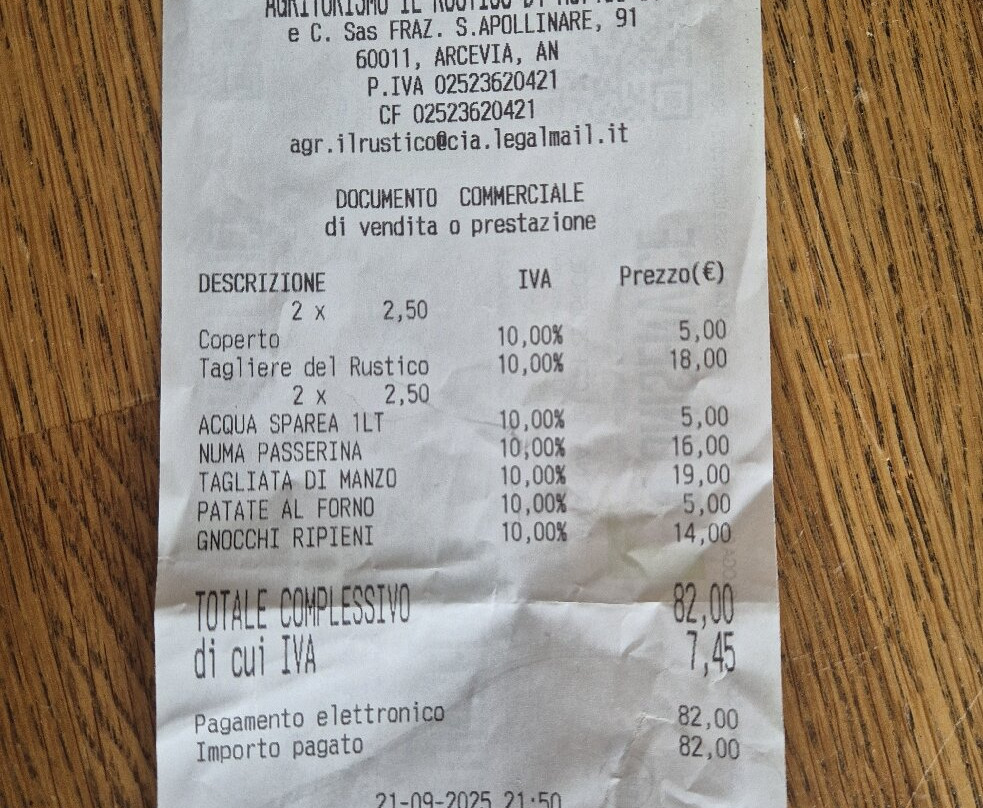 AGRITURISMO IL RUSTICO DI
e C. Sas FRAZ. S.APOLLINARE, 91
60011, ARCEVIA, AN
P.IVA 02523620421
CF 02523620421
agr.ilrustico@cia.legalmail.it
DOCUMENTO COMMERCIALE
di vendita o prestazione
DESCRIZIONE IVA Prezzo(€)
2 x 2,50
Coperto 10,00% 5,00
Tagliere del Rustico 10,00% 18,00
2 x 2,50
ACQUA SPAREA 1LT 10,00% 5,00
NUMA PASSERINA 10,00% 16,00
TAGLIATA DI MANZO 10,00% 19,00
PATATE AL FORNO 10,00% 5,00
GNOCCHI RIPIENI 10,00% 14,00
TOTALE COMPLESSIVO 82,00
di cui IVA 7,45
Pagamento elettronico 82,00
Importo pagato 82,00
21-09-2025 21:50